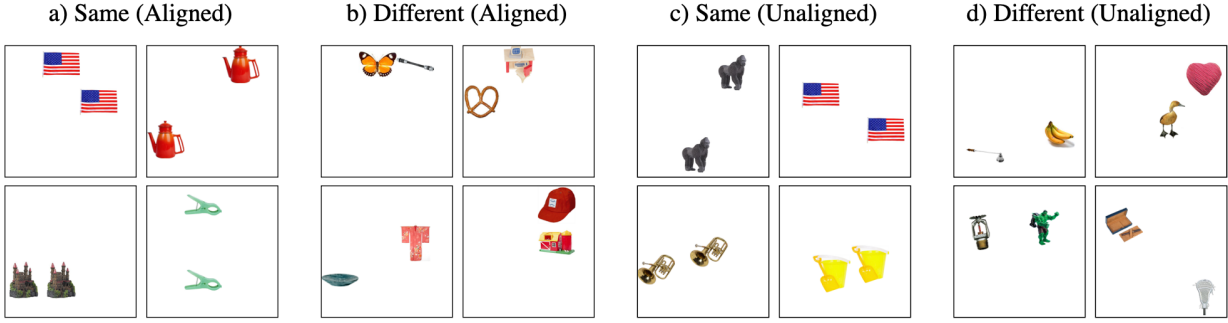 a) Same (Aligned)
b) Different (Aligned)
c) Same (Unaligned)
d) Different (Unaligned)